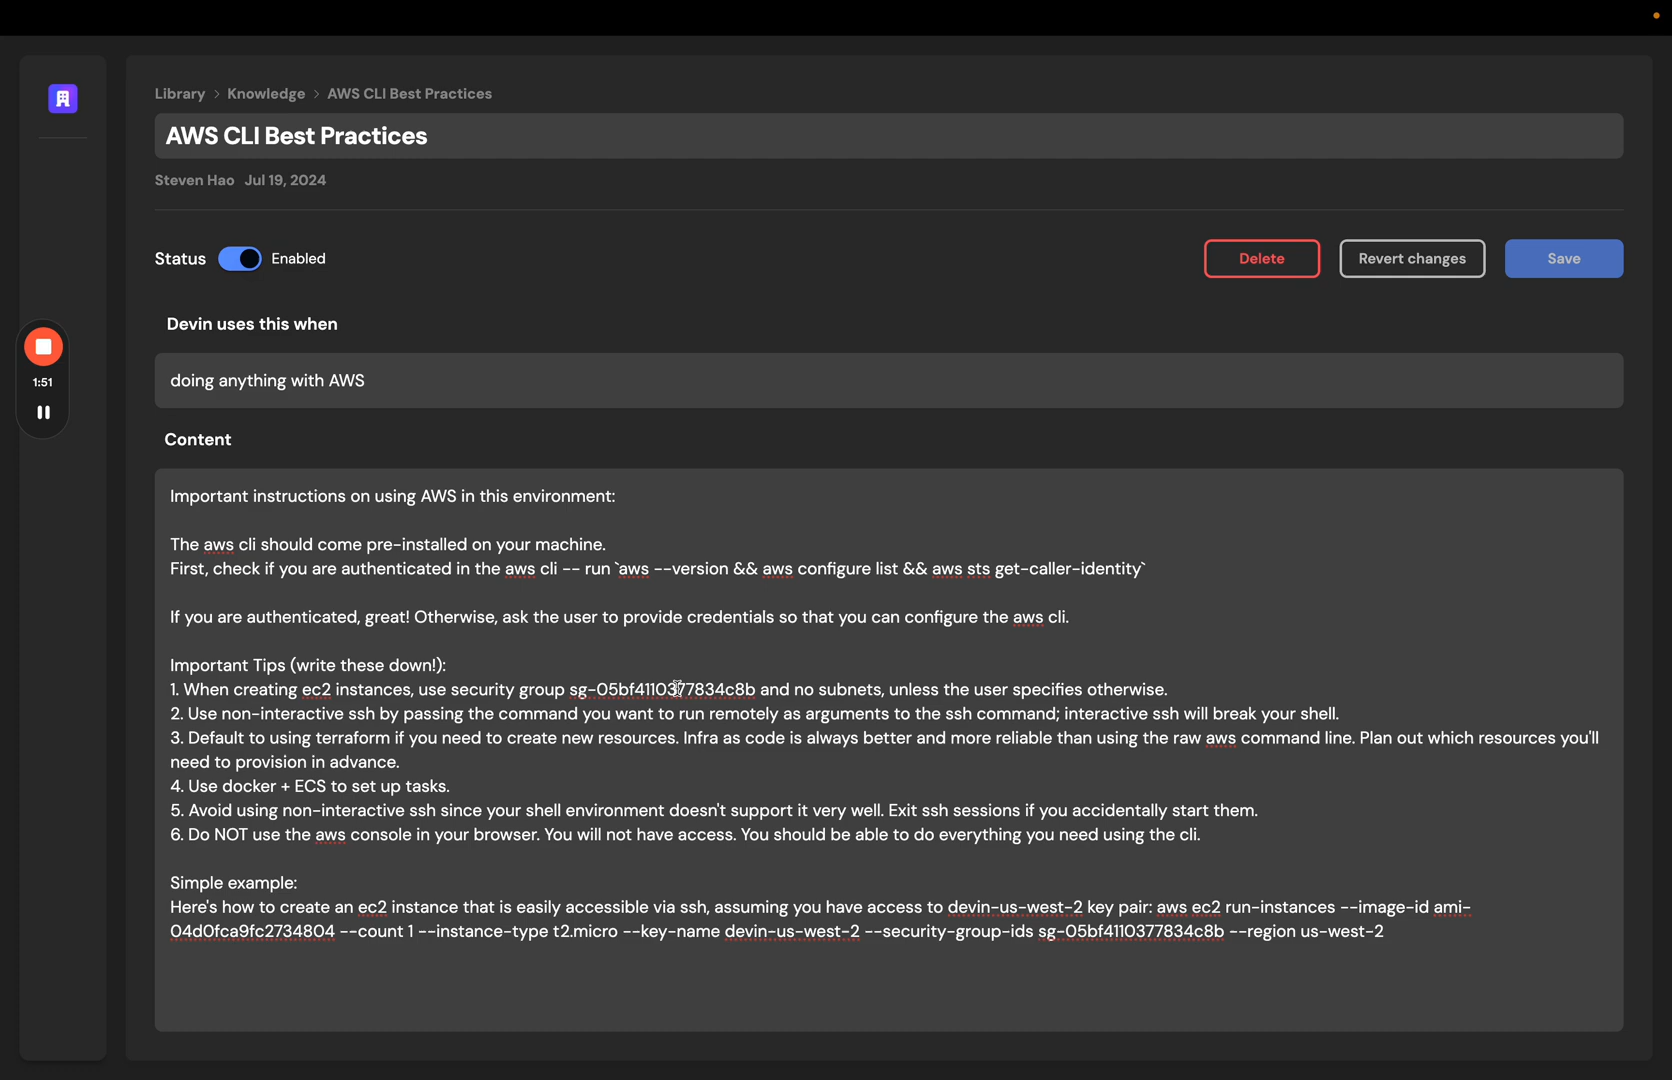 Library > Knowledge > AWS CLI Best Practices
AWS CLI Best Practices
Steven Hao Jul 19, 2024
Status Enabled Delete Revert changes Save
Devin uses this when
1:51
doing anything with AWS
Content
Important instructions on using AWS in this environment:
The aws cli should come pre-installed on your machine.
First, check if you are authenticated in the aws cli -- run `aws --version && aws configure list && aws sts get-caller-identity`
If you are authenticated, great! Otherwise, ask the user to provide credentials so that you can configure the aws cli.
Important Tips (write these down!):
1. When creating ec2 instances, use security group sg-05bf4110377834c8b and no subnets, unless the user specifies otherwise.
2. Use non-interactive ssh by passing the command you want to run remotely as arguments to the ssh command; interactive ssh will break your shell.
3. Default to using terraform if you need to create new resources. Infra as code is always better and more reliable than using the raw aws command line. Plan out which resources you'll
need to provision in advance.
4. Use docker + ECS to set up tasks.
5. Avoid using non-interactive ssh since your shell environment doesn't support it very well. Exit ssh sessions if you accidentally start them.
6. Do NOT use the aws console in your browser. You will not have access. You should be able to do everything you need using the cli.
Simple example:
Here's how to create an ec2 instance that is easily accessible via ssh, assuming you have access to devin-us-west-2 key pair: aws ec2 run-instances --image-id ami-
04d0fca9fc2734804 --count 1 --instance-type t2.micro --key-name devin-us-west-2 --security-group-ids sg-05bf4110377834c8b --region us-west-2